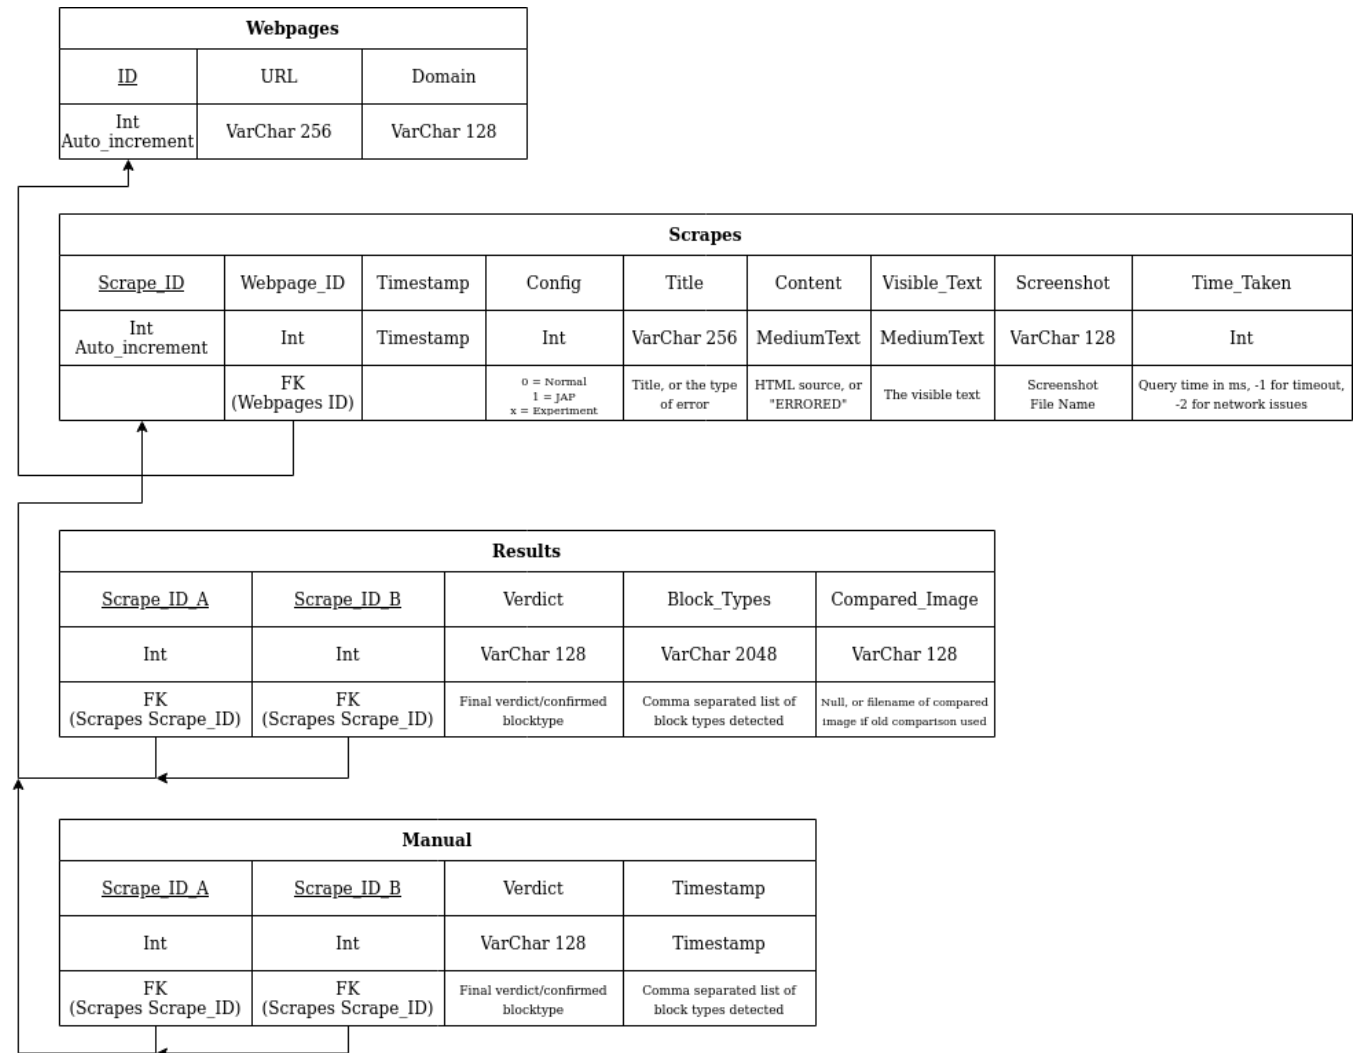 Webpages
ID URL Domain
Int
Auto_increment VarChar 256 VarChar 128
Scrapes
Scrape_ID Webpage_ID Timestamp Config Title Content Visible_Text Screenshot Time_Taken
Int
Auto_increment Int Timestamp Int VarChar 256 MediumText MediumText VarChar 128 Int
FK
(Webpages ID)
0 = Normal
1 = JAP
x = Experiment
Title, or the type
of error
HTML source, or
"ERRORED"
The visible text
Screenshot
File Name
Query time in ms, -1 for timeout,
-2 for network issues
Results
Scrape_ID_A Scrape_ID_B Verdict Block_Types Compared_Image
Int Int VarChar 128 VarChar 2048 VarChar 128
FK
(Scrapes Scrape_ID)
FK
(Scrapes Scrape_ID)
Final verdict/confirmed
blocktype
Comma separated list of
block types detected
Null, or filename of compared
image if old comparison used
Manual
Scrape_ID_A Scrape_ID_B Verdict Timestamp
Int Int VarChar 128 Timestamp
FK
(Scrapes Scrape_ID)
FK
(Scrapes Scrape_ID)
Final verdict/confirmed
blocktype
Comma separated list of
block types detected